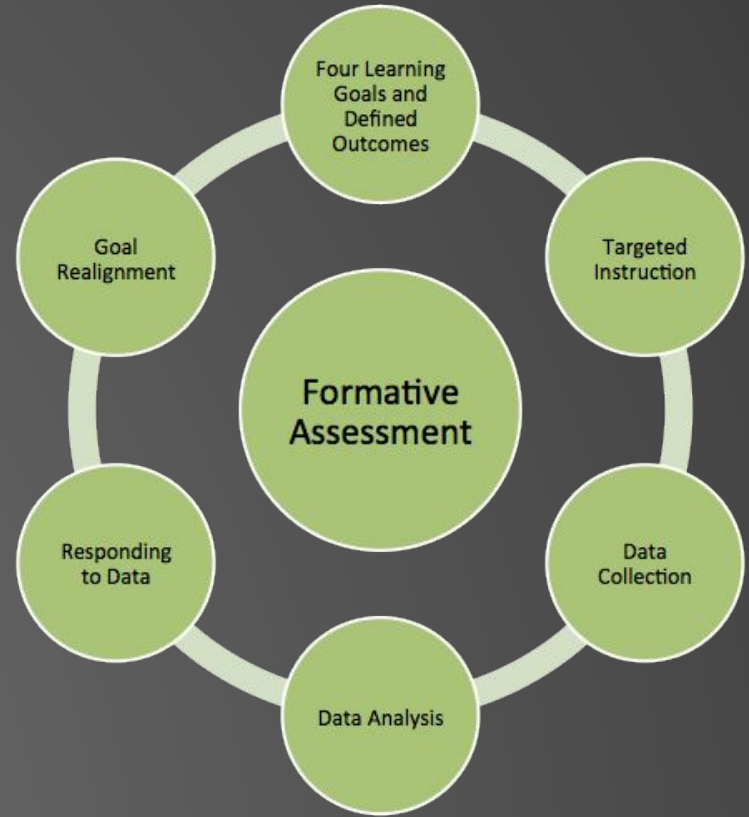 Four Learning
Goals and
Defined
Outcomes
Targeted
Instruction
Data
Collection
Data Analysis
Responding
to Data
Goal
Realignment
Formative
Assessment